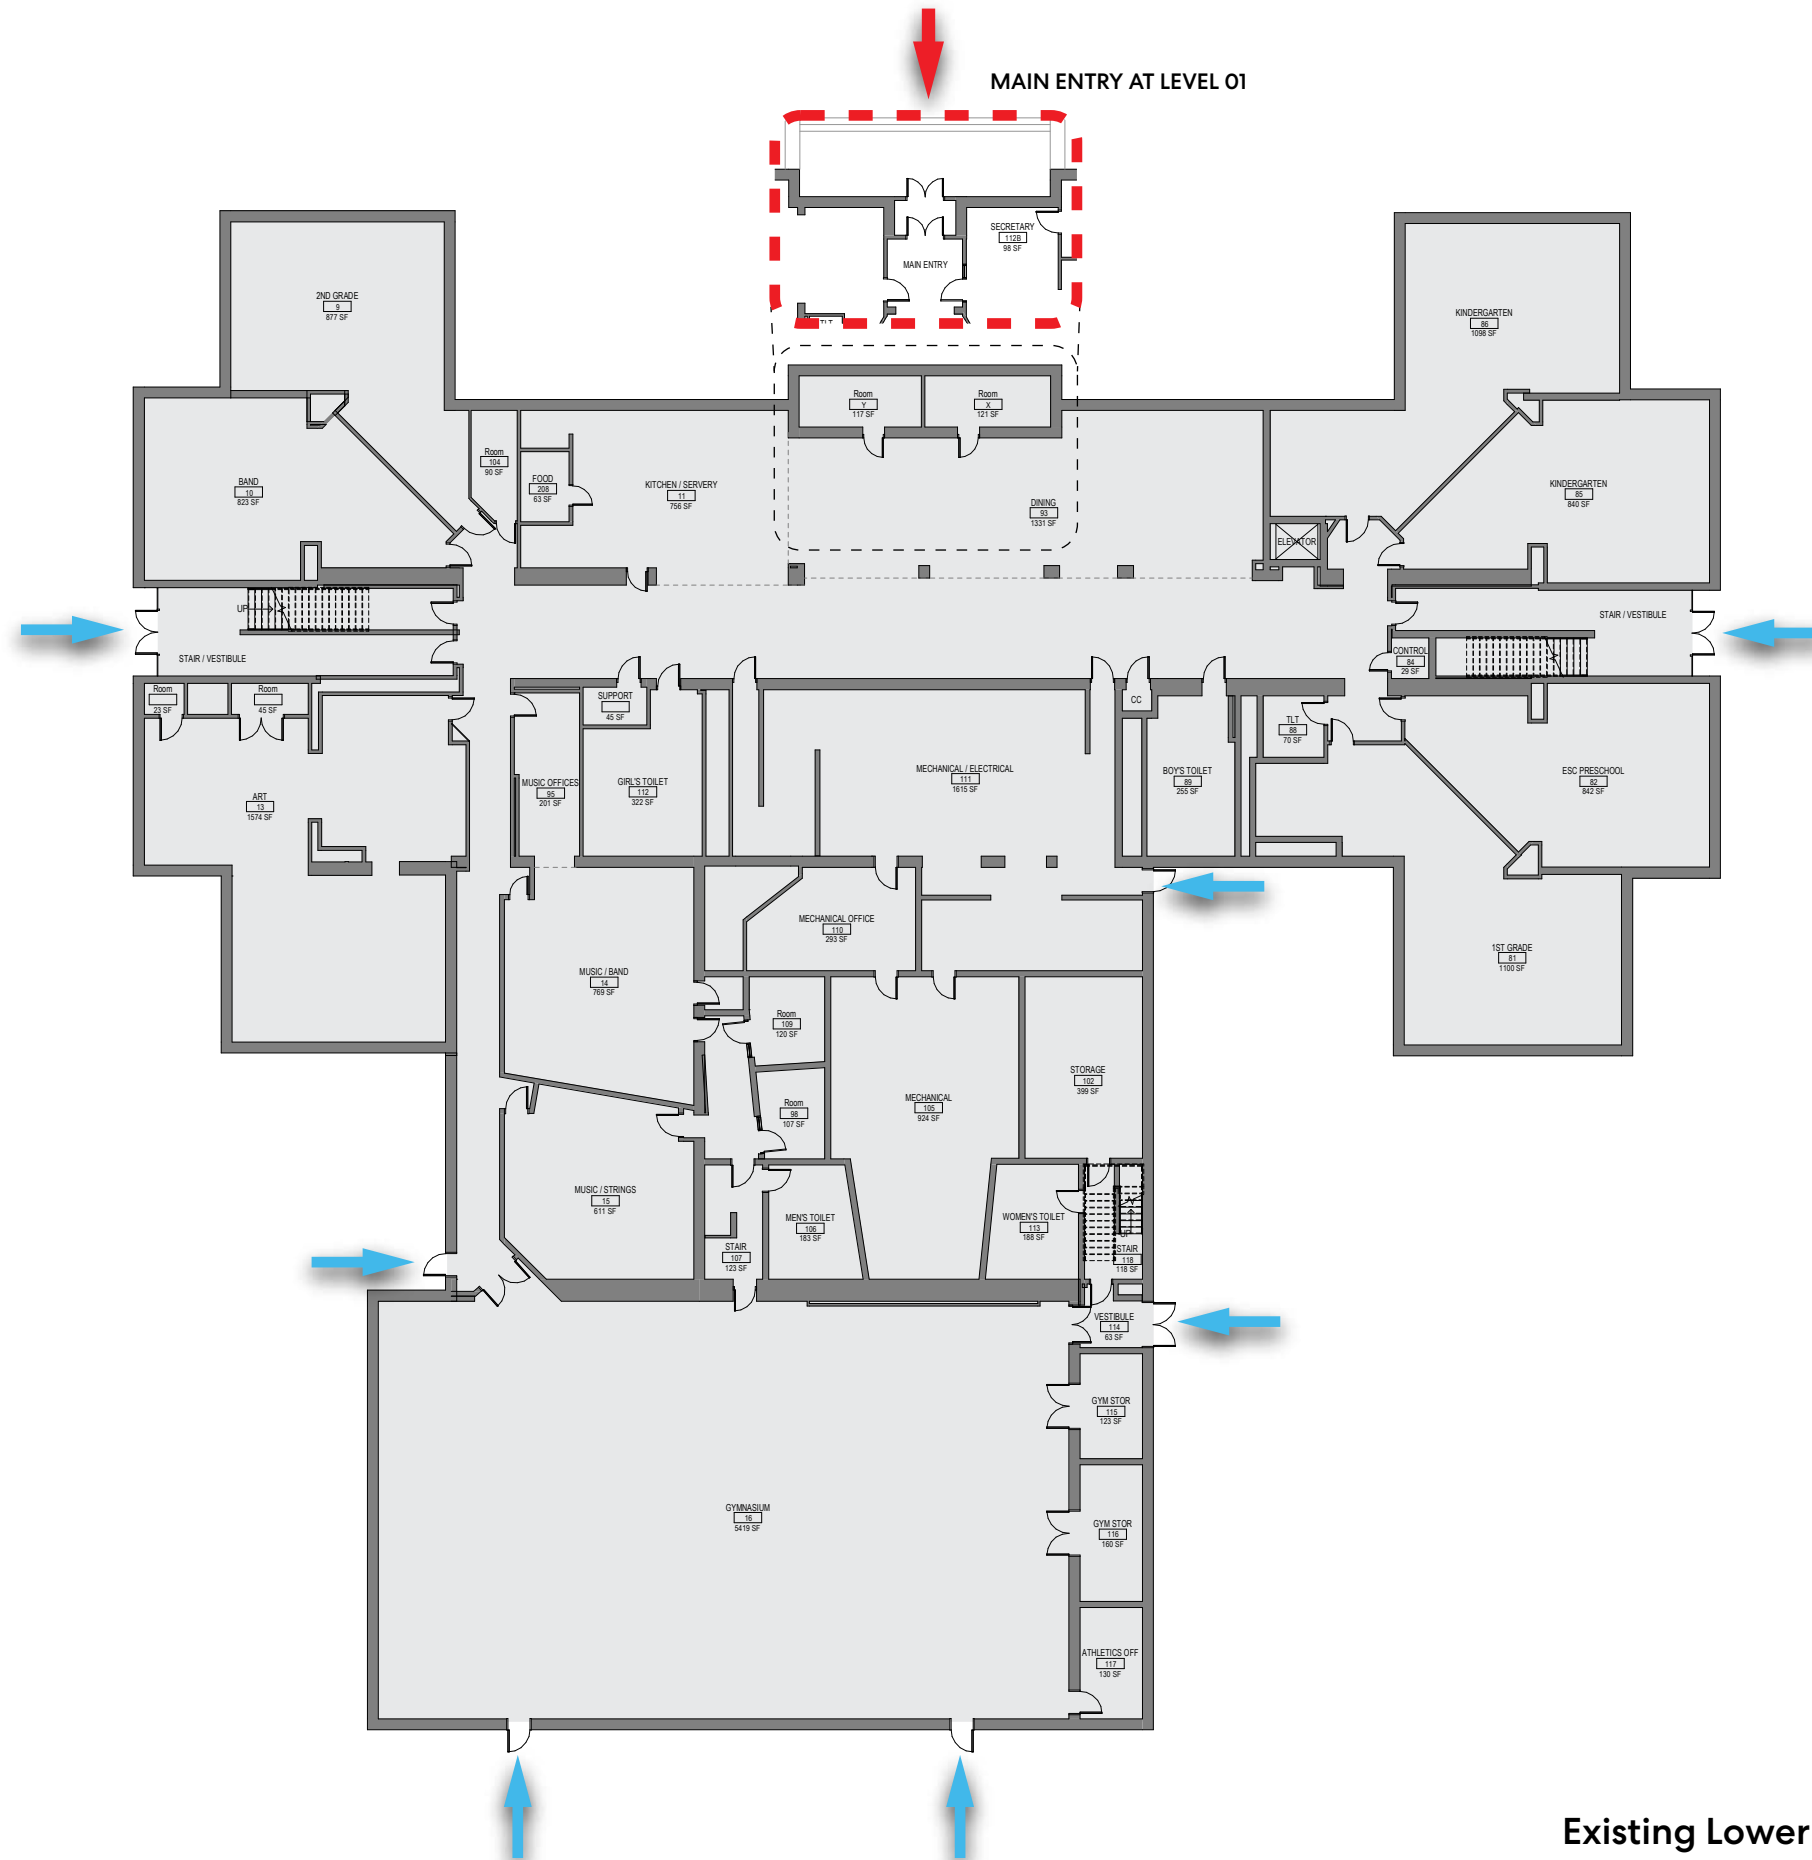 MAIN ENTRY AT LEVEL 01
SECRETARY
112B
98 SF
MAIN ENTRY
TLT
2ND GRADE
9
877 SF
KINDERGARTEN
86
1098 SF
Room
Y
117 SF
Room
X
121 SF
BAND
10
823 SF
Room
104
90 SF
FOOD
208
63 SF
KITCHEN / SERVERY
11
756 SF
DINING
93
1331 SF
KINDERGARTEN
85
840 SF
ELEVATOR
UP
STAIR / VESTIBULE
STAIR / VESTIBULE
CONTROL
84
29 SF
Room
23 SF
Room
45 SF
SUPPORT
45 SF
CC
TLT
88
70 SF
ART
13
1574 SF
MUSIC OFFICES
95
201 SF
GIRL'S TOILET
112
322 SF
MECHANICAL / ELECTRICAL
111
1615 SF
BOY'S TOILET
89
255 SF
ESC PRESCHOOL
82
842 SF
MECHANICAL OFFICE
110
293 SF
1ST GRADE
81
1100 SF
MUSIC / BAND
14
769 SF
Room
109
120 SF
STORAGE
102
399 SF
Room
98
107 SF
MECHANICAL
105
924 SF
MUSIC / STRINGS
15
611 SF
MEN'S TOILET
106
183 SF
WOMEN'S TOILET
113
188 SF
UP
STAIR
107
123 SF
STAIR
118
118 SF
VESTIBULE
114
63 SF
GYM STOR
115
123 SF
GYMNASIUM
16
5419 SF
GYM STOR
116
160 SF
ATHLETICS OFF
117
130 SF
Existing Lower